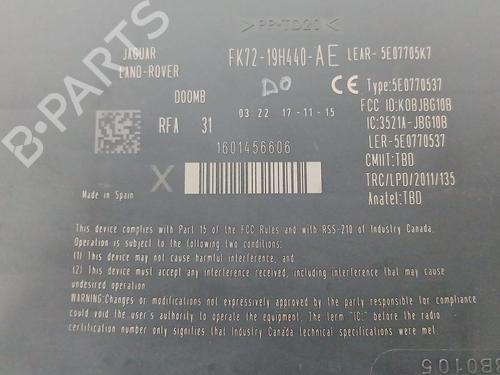 >PP-TD20<
JAGUAR
LAND-ROVER
FK72-19H440-AE LEAR- 5E07705K7
DO
CE Type:5E0770537
D00MB
03:22 17-11-15
FCC ID:KOBJBG10B
IC:3521A-JBG10B
RFA 31
LER-5E0770537
1601456606
CMIIT:TBD
TRC/LPD/2011/135
Anatel:TBD
X
Made in Spain
This device complies with Part 15 of the FCC Rules and with RSS-210 of Industry Canada.
Operation is subject to the following two conditions:
(1) This device may not cause harmful interference, and
(2) This device must accept any interference received, including interference that may cause
undesired operation
WARNING:Changes or modifications not expressively approved by the party responsible for compliance
could void the user's authority to operate the equipment. The term "IC:" before the radio
certification number only signifies that Industry Canada technical specifications were met.
B-Parts